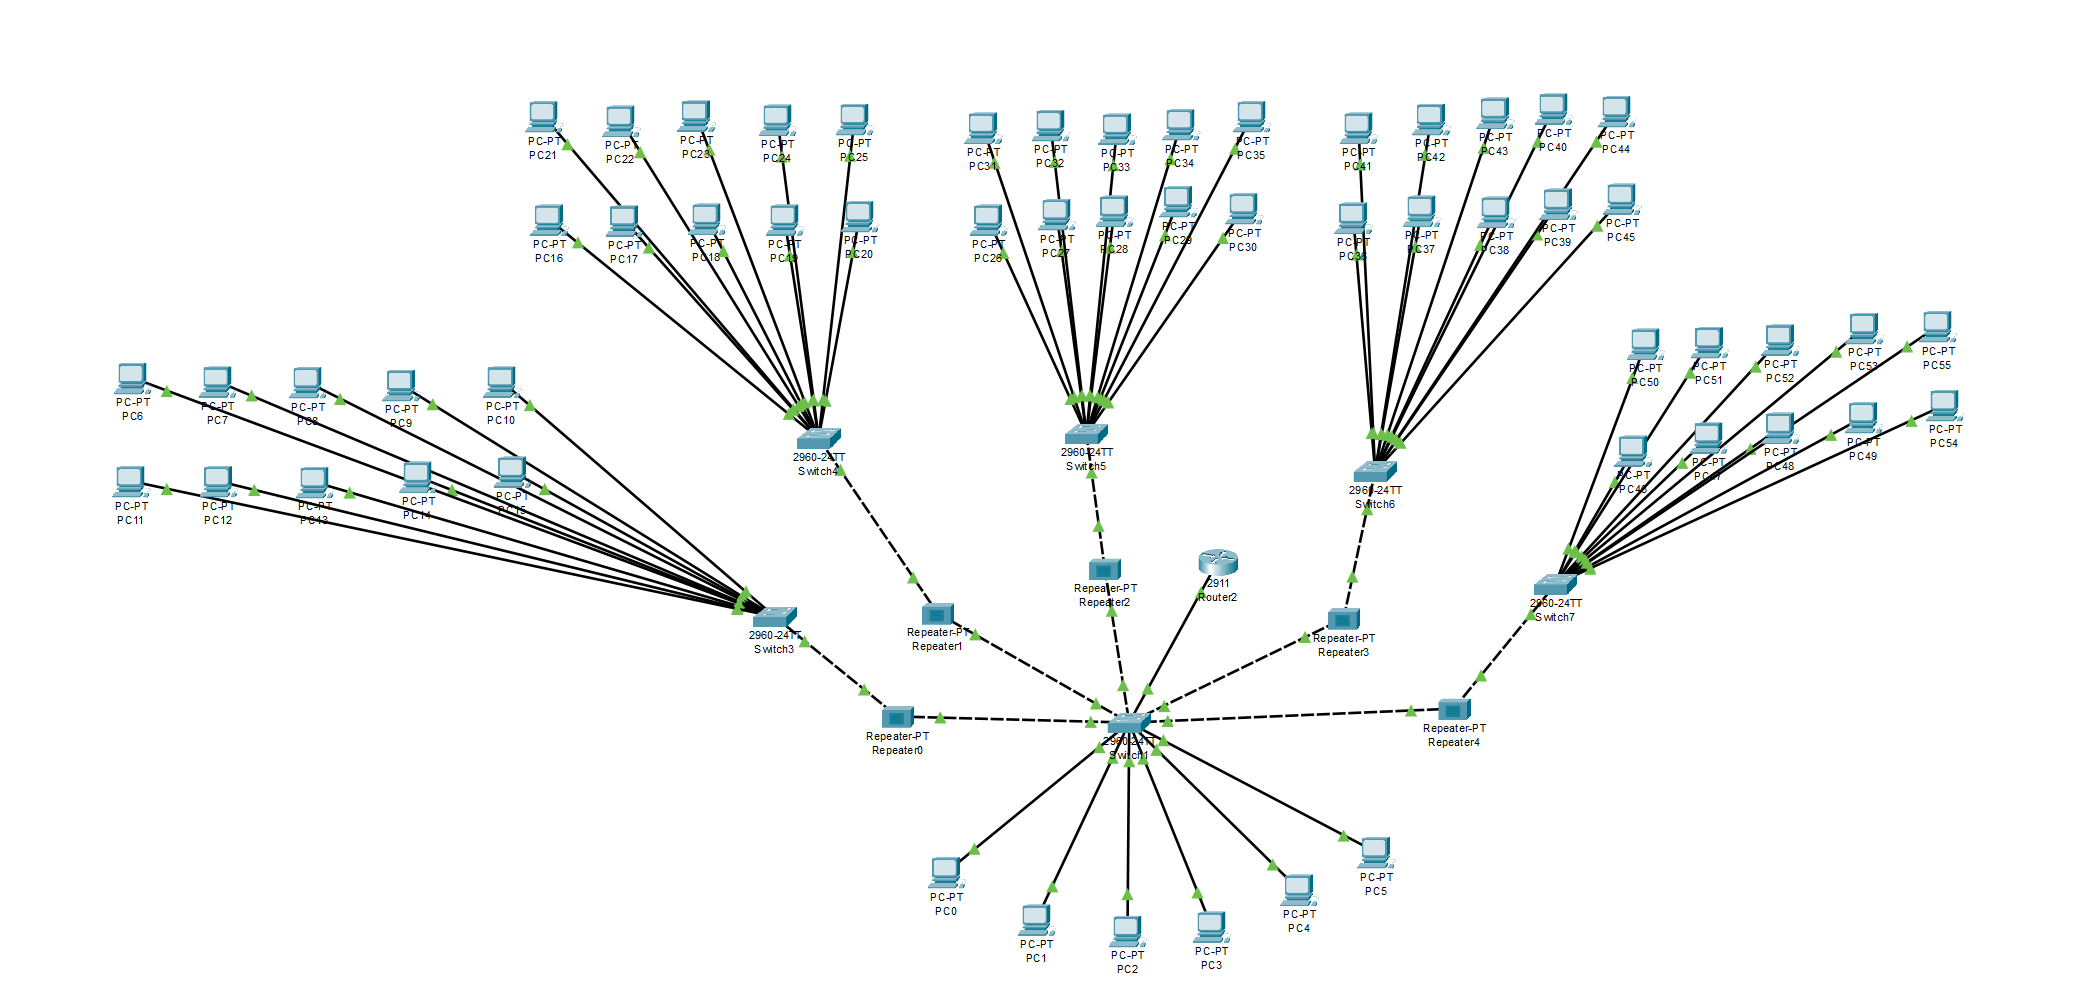 PC-PT
PC21
PC-PT
PC22
PC-PT
PC23
PC-PT
PC24
PC-PT
PC25
PC-PT
PC31
PC-PT
PC32
PC-PT
PC33
PC-PT
PC34
PC-PT
PC35
PC-PT
PC41
PC-PT
PC42
PC-PT
PC43
PC-PT
PC40
PC-PT
PC44
PC-PT
PC16
PC-PT
PC17
PC-PT
PC18
PC-PT
PC19
PC-PT
PC20
PC-PT
PC26
PC-PT
PC27
PC-PT
PC28
PC-PT
PC29
PC-PT
PC30
PC-PT
PC36
PC-PT
PC37
PC-PT
PC38
PC-PT
PC39
PC-PT
PC45
PC-PT
PC50
PC-PT
PC51
PC-PT
PC52
PC-PT
PC53
PC-PT
PC55
PC-PT
PC6
PC-PT
PC7
PC-PT
PC8
PC-PT
PC9
PC-PT
PC10
PC-PT
PC46
PC-PT
PC47
PC-PT
PC48
PC-PT
PC49
PC-PT
PC54
PC-PT
PC11
PC-PT
PC12
PC-PT
PC13
PC-PT
PC14
PC-PT
PC15
2960-24TT
Switch4
2960-24TT
Switch5
2960-24TT
Switch6
2960-24TT
Switch3
Repeater-PT
Repeater1
Repeater-PT
Repeater2
2911
Router2
Repeater-PT
Repeater3
2960-24TT
Switch7
Repeater-PT
Repeater0
2960-24TT
Switch1
Repeater-PT
Repeater4
PC-PT
PC0
PC-PT
PC1
PC-PT
PC2
PC-PT
PC3
PC-PT
PC4
PC-PT
PC5